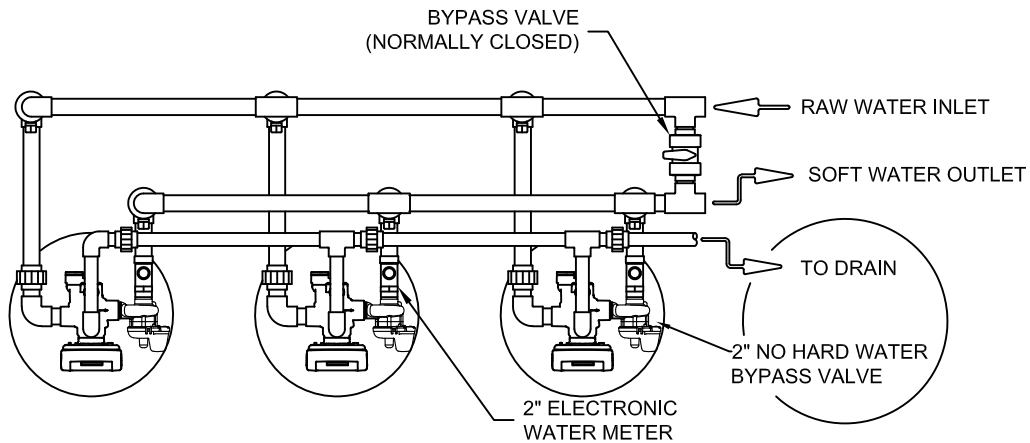 BYPASS VALVE
(NORMALLY CLOSED)
RAW WATER INLET
SOFT WATER OUTLET
TO DRAIN
2" NO HARD WATER
BYPASS VALVE
2" ELECTRONIC
WATER METER